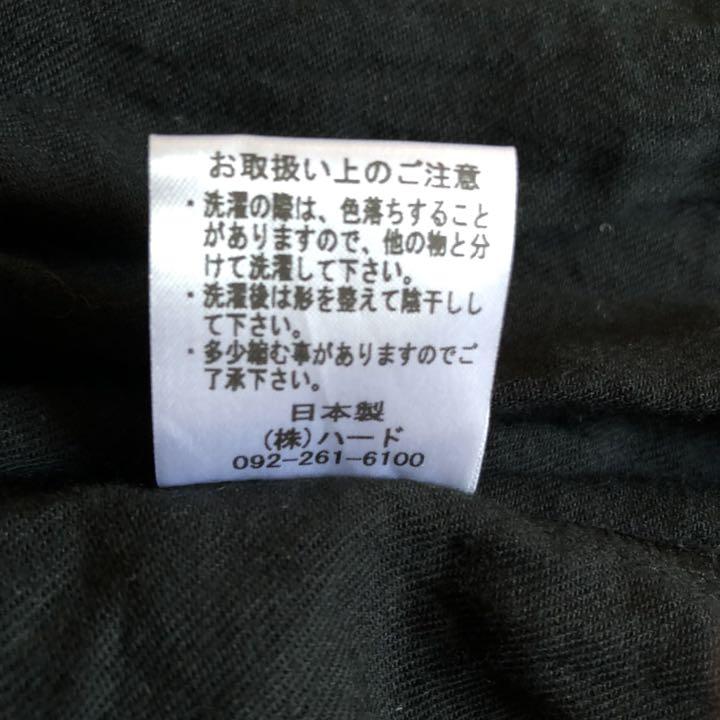 お取扱い上のご注意
・洗濯の際は、色落ちすること
がありますので、他の物と分
けて洗濯して下さい。
・洗濯後は形を整えて陰干しし
て下さい。
・多少縮む事がありますのでご
了承下さい。
日本製
(株)ハード
092-261-6100